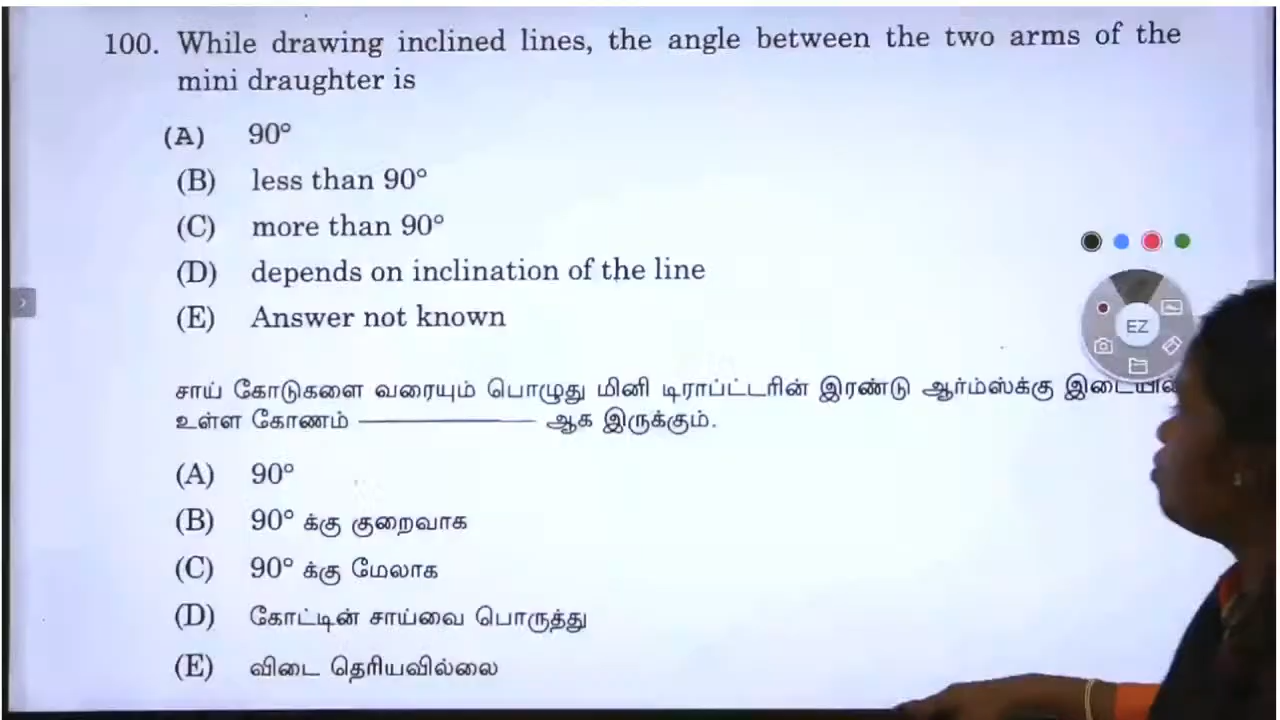 100. While drawing inclined lines, the angle between the two arms of the
mini draughter is
(A) 90°
(B) less than 90°
(C) more than 90°
(D) depends on inclination of the line
(E) Answer not known
சாய் கோடுகளை வரையும் பொழுது மினி டிராப்ட்டரின் இரண்டு ஆர்ம்ஸ்க்கு
உள்ள கோணம் ——————— ஆக இருக்கும்.
(A) 90°
(B) 90° க்கு குறைவாக
(C) 90° க்கு மேலாக
(D) கோட்டின் சாய்வை பொருத்து
(E) விடை தெரியவில்லை
EZ